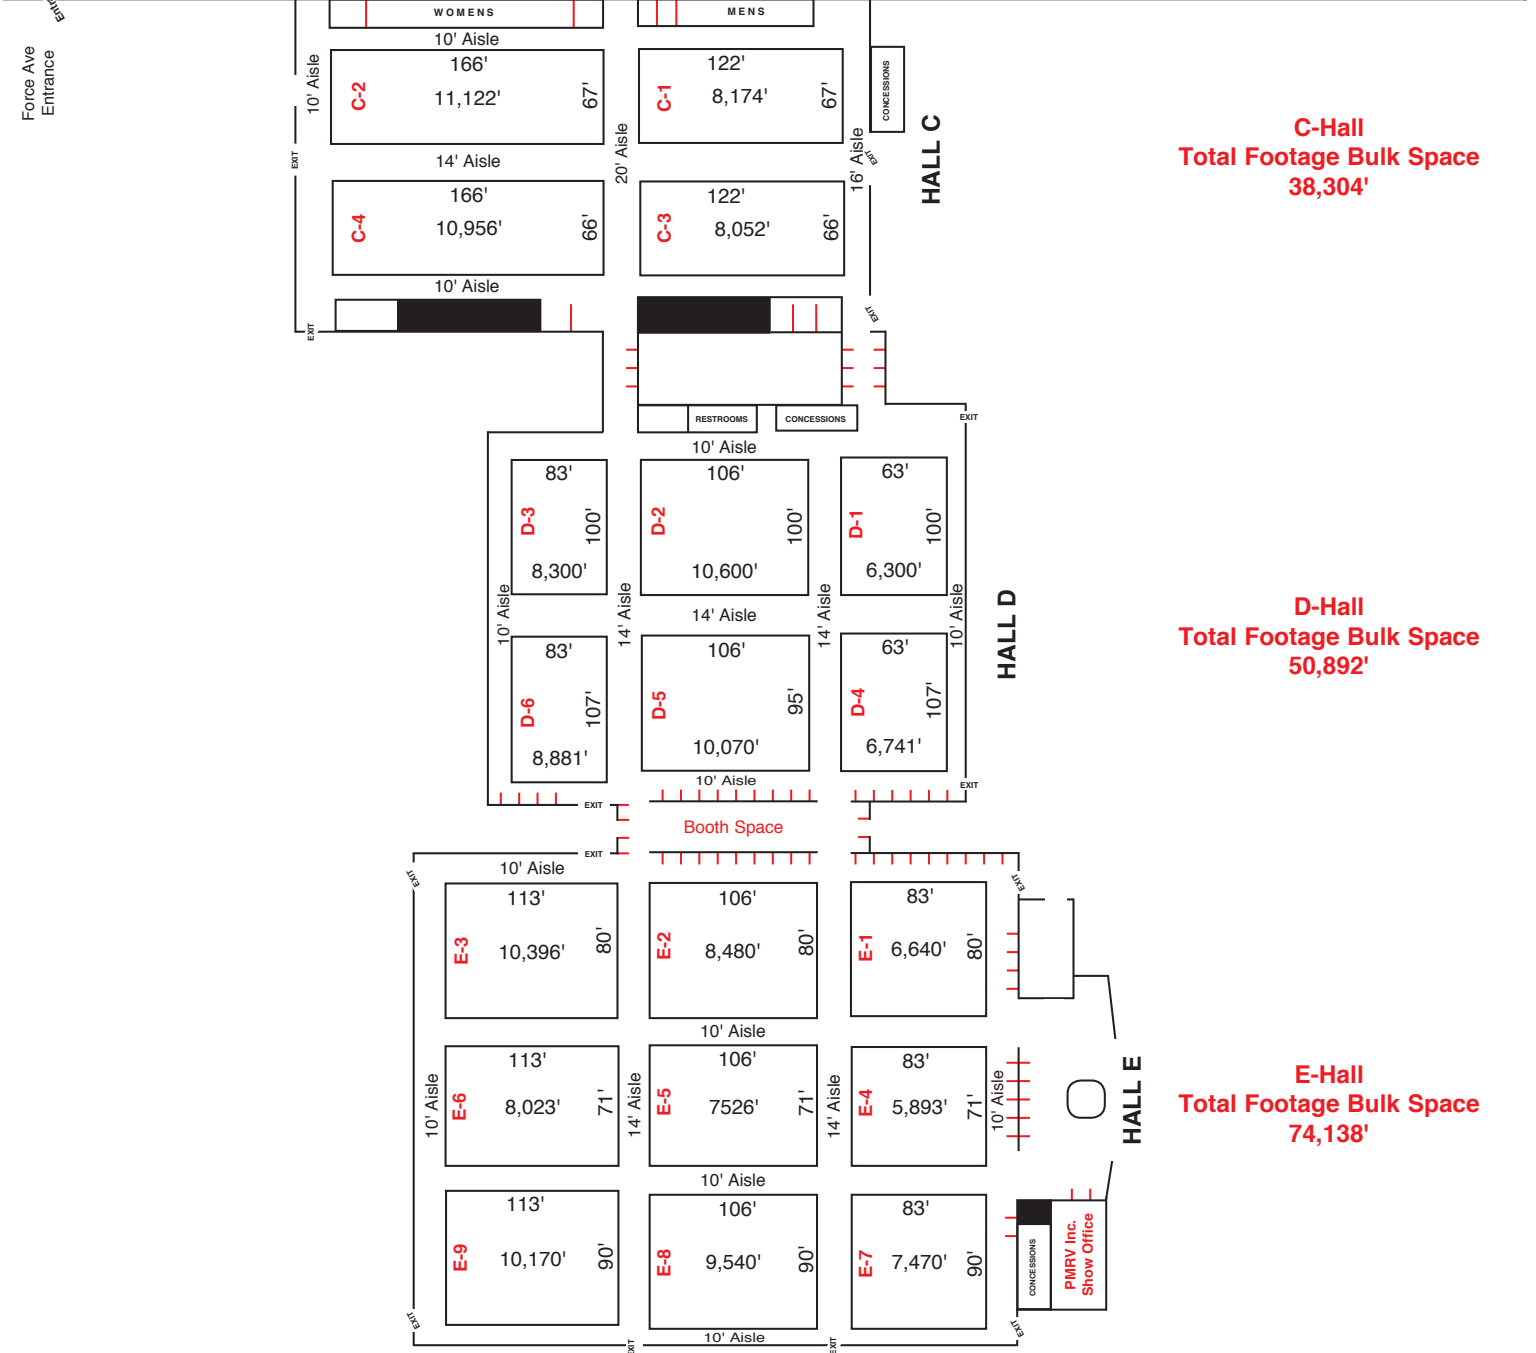 Entr
Force Ave
Entrance
WOMENS
MENS
10' Aisle
10' Aisle
C-2
166'
11,122'
67'
C-1
122'
8,174'
67'
CONCESSIONS
HALL C
EXIT
14' Aisle
20' Aisle
16' Aisle
EXIT
C-4
166'
10,956'
66'
C-3
122'
8,052'
66'
10' Aisle
EXIT
EXIT
C-Hall
Total Footage Bulk Space
38,304'
RESTROOMS
CONCESSIONS
EXIT
10' Aisle
D-3
83'
100'
8,300'
D-2
106'
100'
10,600'
D-1
63'
100'
6,300'
10' Aisle
14' Aisle
14' Aisle
14' Aisle
10' Aisle
HALL D
D-6
83'
107'
8,881'
D-5
106'
95'
10,070'
D-4
63'
107'
6,741'
10' Aisle
EXIT
EXIT
D-Hall
Total Footage Bulk Space
50,892'
Booth Space
EXIT
10' Aisle
EXIT
EXIT
E-3
113'
10,396'
80'
E-2
106'
8,480'
80'
E-1
83'
6,640'
80'
10' Aisle
10' Aisle
E-6
113'
8,023'
71'
14' Aisle
E-5
106'
7526'
71'
14' Aisle
E-4
83'
5,893'
71'
10' Aisle
HALL E
10' Aisle
E-9
113'
10,170'
90'
E-8
106'
9,540'
90'
E-7
83'
7,470'
90'
CONCESSIONS
PMRV Inc.
Show Office
EXIT
10' Aisle
EXIT
EXIT
EXIT
E-Hall
Total Footage Bulk Space
74,138'